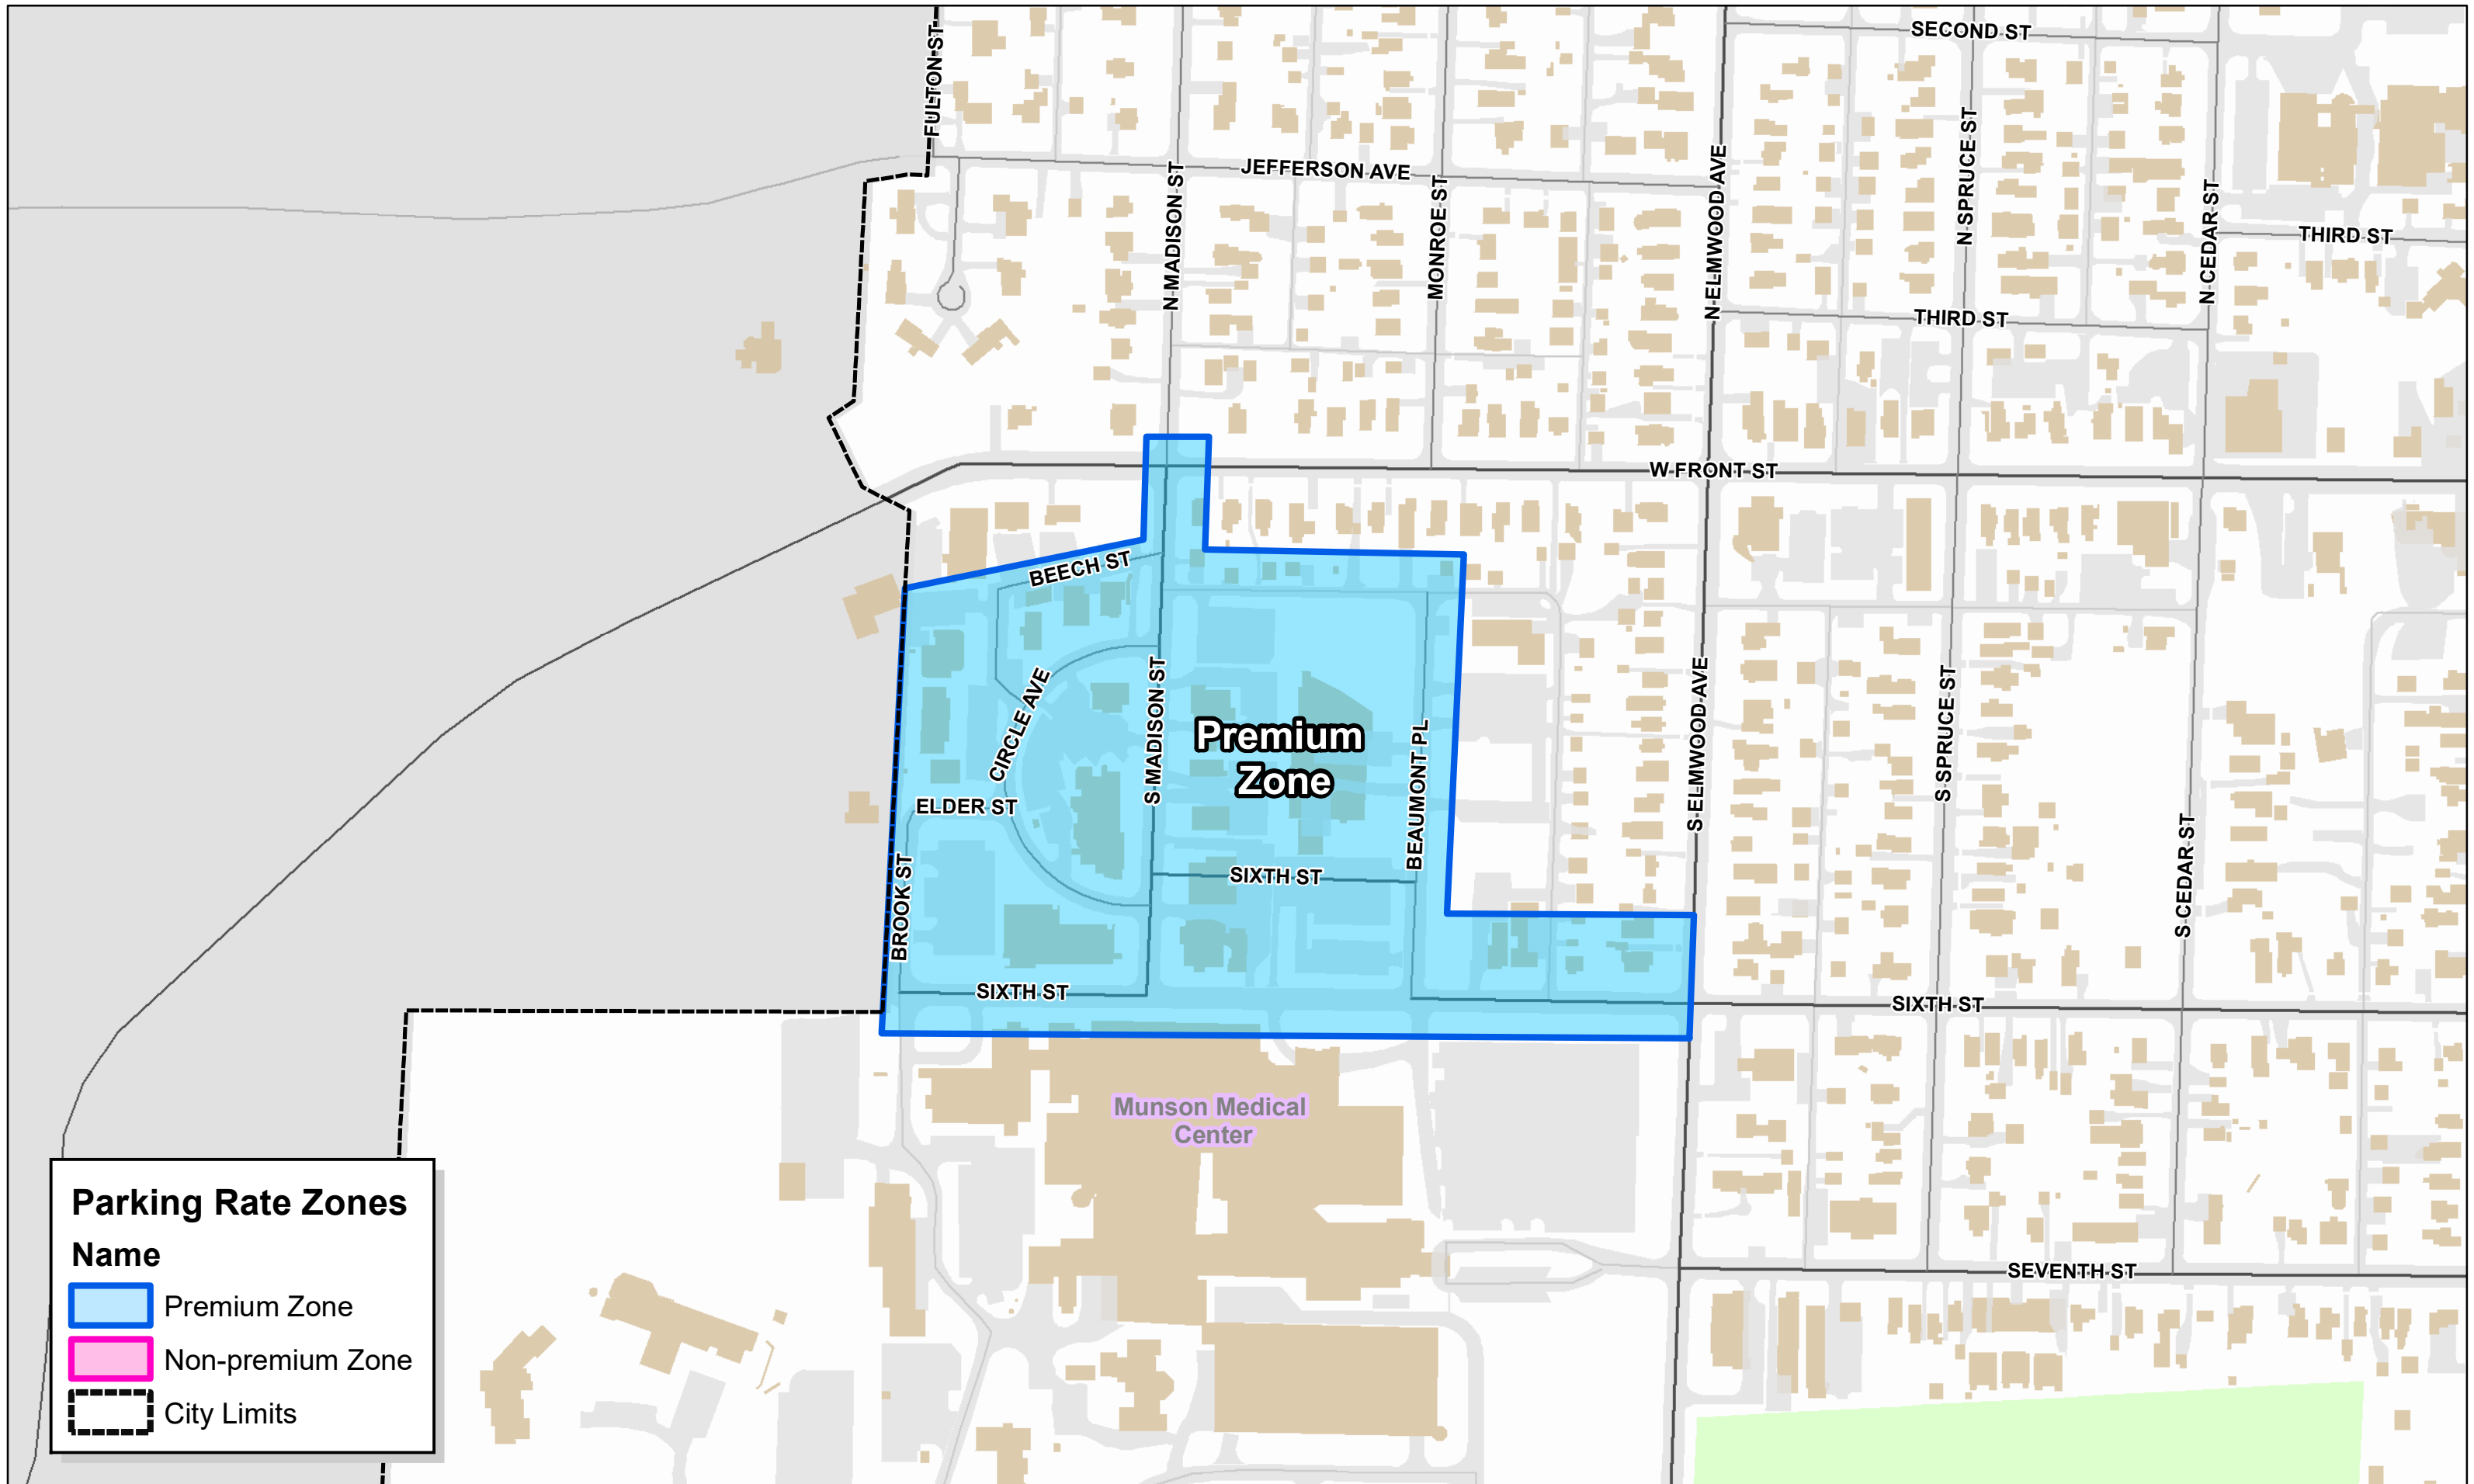 SECOND ST
FULTON ST
JEFFERSON AVE
N MADISON ST
MONROE ST
N ELMWOOD AVE
N SPRUCE ST
N CEDAR ST
THIRD ST
THIRD ST
W FRONT ST
BEECH ST
CIRCLE AVE
S MADISON ST
Premium
Zone
BEAUMONT PL
S ELMWOOD AVE
S SPRUCE ST
S CEDAR ST
ELDER ST
BROOK ST
SIXTH ST
SIXTH ST
SIXTH ST
Munson Medical
Center
SEVENTH ST
Parking Rate Zones
Name
Premium Zone
Non-premium Zone
City Limits